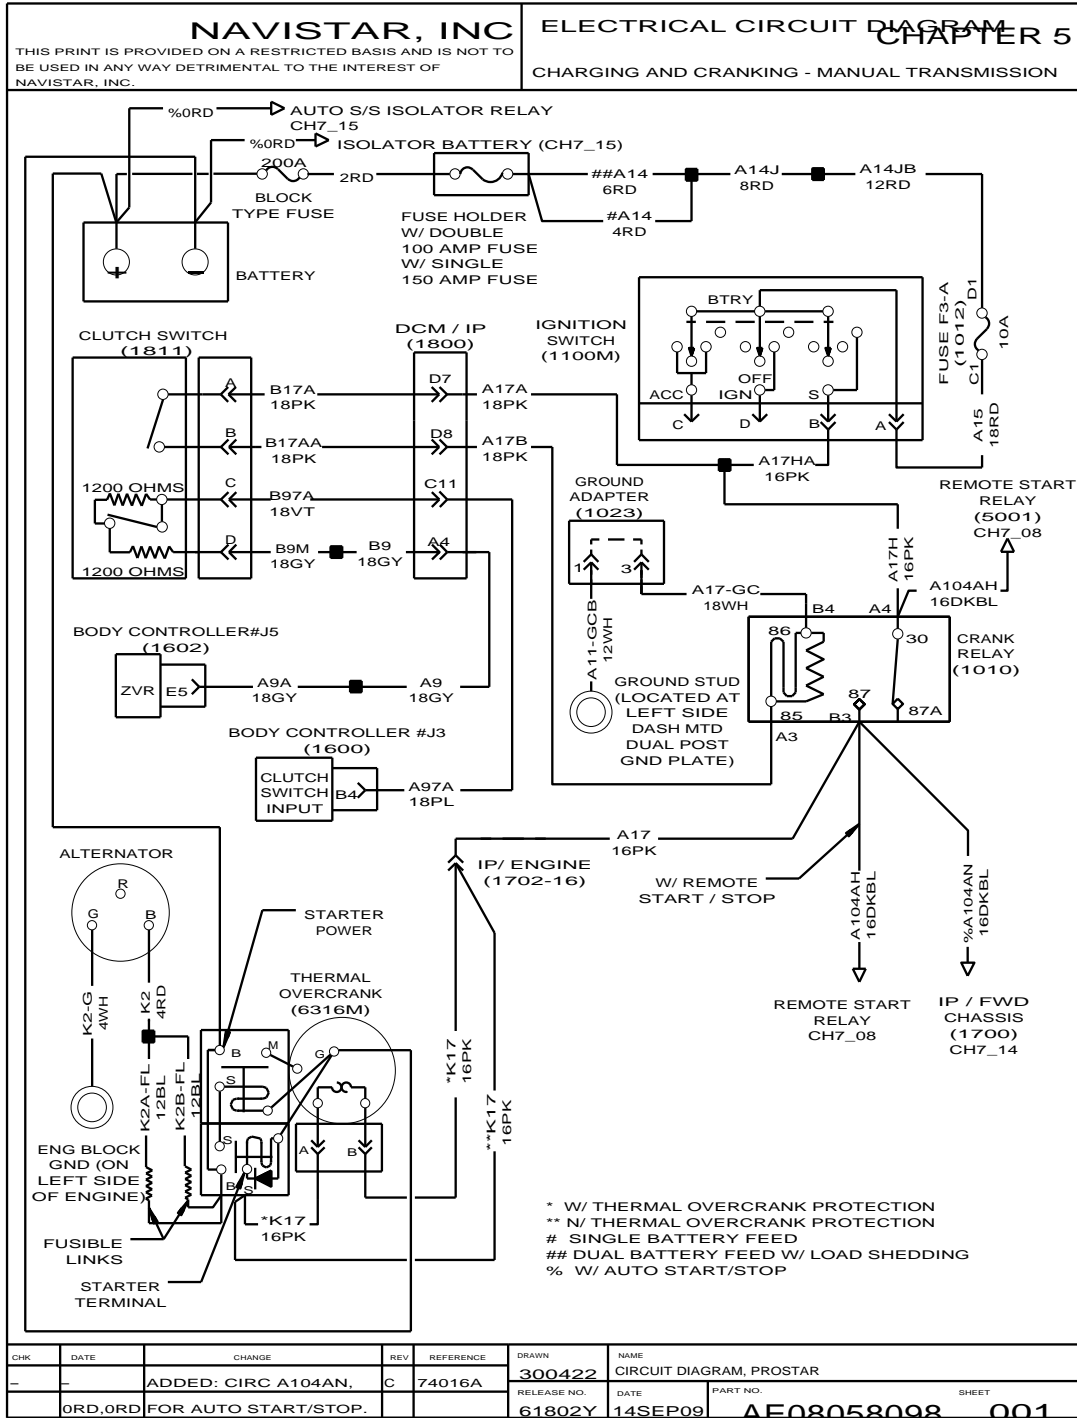 NAVISTAR, INC
THIS PRINT IS PROVIDED ON A RESTRICTED BASIS AND IS NOT TO
BE USED IN ANY WAY DETRIMENTAL TO THE INTEREST OF
NAVISTAR, INC.
ELECTRICAL CIRCUIT DIAGRAM
CHAPTER 5
CHARGING AND CRANKING - MANUAL TRANSMISSION
%0RD
AUTO S/S ISOLATOR RELAY
CH7_15
%0RD
ISOLATOR BATTERY (CH7_15)
200A
BLOCK
TYPE FUSE
2RD
FUSE HOLDER
W/ DOUBLE
100 AMP FUSE
W/ SINGLE
150 AMP FUSE
##A14
6RD
#A14
4RD
A14J
8RD
A14JB
12RD
+
–
BATTERY
CLUTCH SWITCH
(1811)
1200 OHMS
1200 OHMS
A
B
C
D
B17A
18PK
B17AA
18PK
B97A
18VT
B9M
18GY
B9
18GY
DCM / IP
(1800)
D7
D8
C11
A4
A17A
18PK
A17B
18PK
IGNITION
SWITCH
(1100M)
BTRY
OFF
ACC
IGN
S
C
D
B
A
FUSE F3-A
(1012)
D1
C1
10A
A15
18RD
A17HA
16PK
GROUND
ADAPTER
(1023)
1
3
REMOTE START
RELAY
(5001)
CH7_08
A17H
16PK
A104AH
16DKBL
A17-GC
18WH
A11-GCB
12WH
B4
A4
86
30
87
87A
85
B3
A3
CRANK
RELAY
(1010)
GROUND STUD
(LOCATED AT
LEFT SIDE
DASH MTD
DUAL POST
GND PLATE)
BODY CONTROLLER#J5
(1602)
ZVR
E5
A9A
18GY
A9
18GY
BODY CONTROLLER #J3
(1600)
CLUTCH
SWITCH
INPUT
B4
A97A
18PL
A17
16PK
IP/ ENGINE
(1702-16)
W/ REMOTE
START / STOP
A104AH
16DKBL
%A104AN
16DKBL
REMOTE START
RELAY
CH7_08
IP / FWD
CHASSIS
(1700)
CH7_14
ALTERNATOR
R
G
B
STARTER
POWER
THERMAL
OVERCRANK
(6316M)
K2-G
4WH
K2
4RD
K2A-FL
12BL
K2B-FL
12BL
B
M
G
S
S
B
S
A
B
*K17
16PK
**K17
16PK
*K17
16PK
ENG BLOCK
GND (ON
LEFT SIDE
OF ENGINE)
FUSIBLE
LINKS
STARTER
TERMINAL
* W/ THERMAL OVERCRANK PROTECTION
** N/ THERMAL OVERCRANK PROTECTION
# SINGLE BATTERY FEED
## DUAL BATTERY FEED W/ LOAD SHEDDING
% W/ AUTO START/STOP
CHK DATE CHANGE REV REFERENCE
– – ADDED: CIRC A104AN, C 74016A
0RD,0RD FOR AUTO START/STOP.
DRAWN
300422
NAME
CIRCUIT DIAGRAM, PROSTAR
RELEASE NO.
61802Y
DATE
14SEP09
PART NO.
AE08058098
SHEET
001